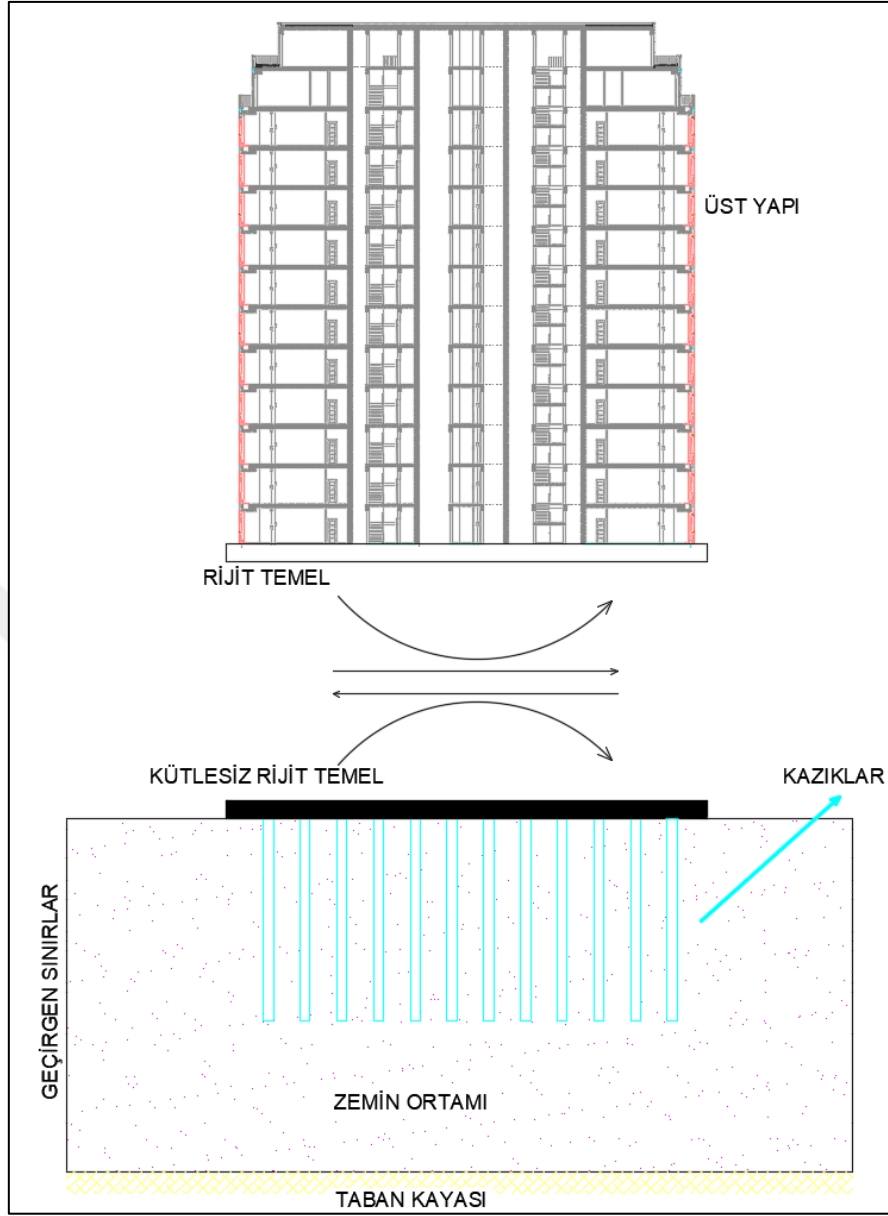 ÜST YAPI
RİJİT TEMEL
KÜTLESİZ RİJİT TEMEL
KAZIKLAR
GEÇİRGEN SINIRLAR
ZEMİN ORTAMI
TABAN KAYASI